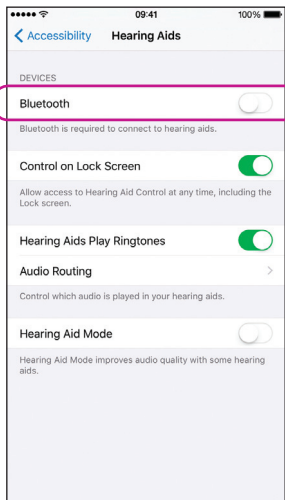 09:41 100%
Accessibility Hearing Aids
DEVICES
Bluetooth
Bluetooth is required to connect to hearing aids.
Control on Lock Screen
Allow access to Hearing Aid Control at any time, including the
Lock screen.
Hearing Aids Play Ringtones
Audio Routing
Control which audio is played in your hearing aids.
Hearing Aid Mode
Hearing Aid Mode improves audio quality with some hearing
aids.